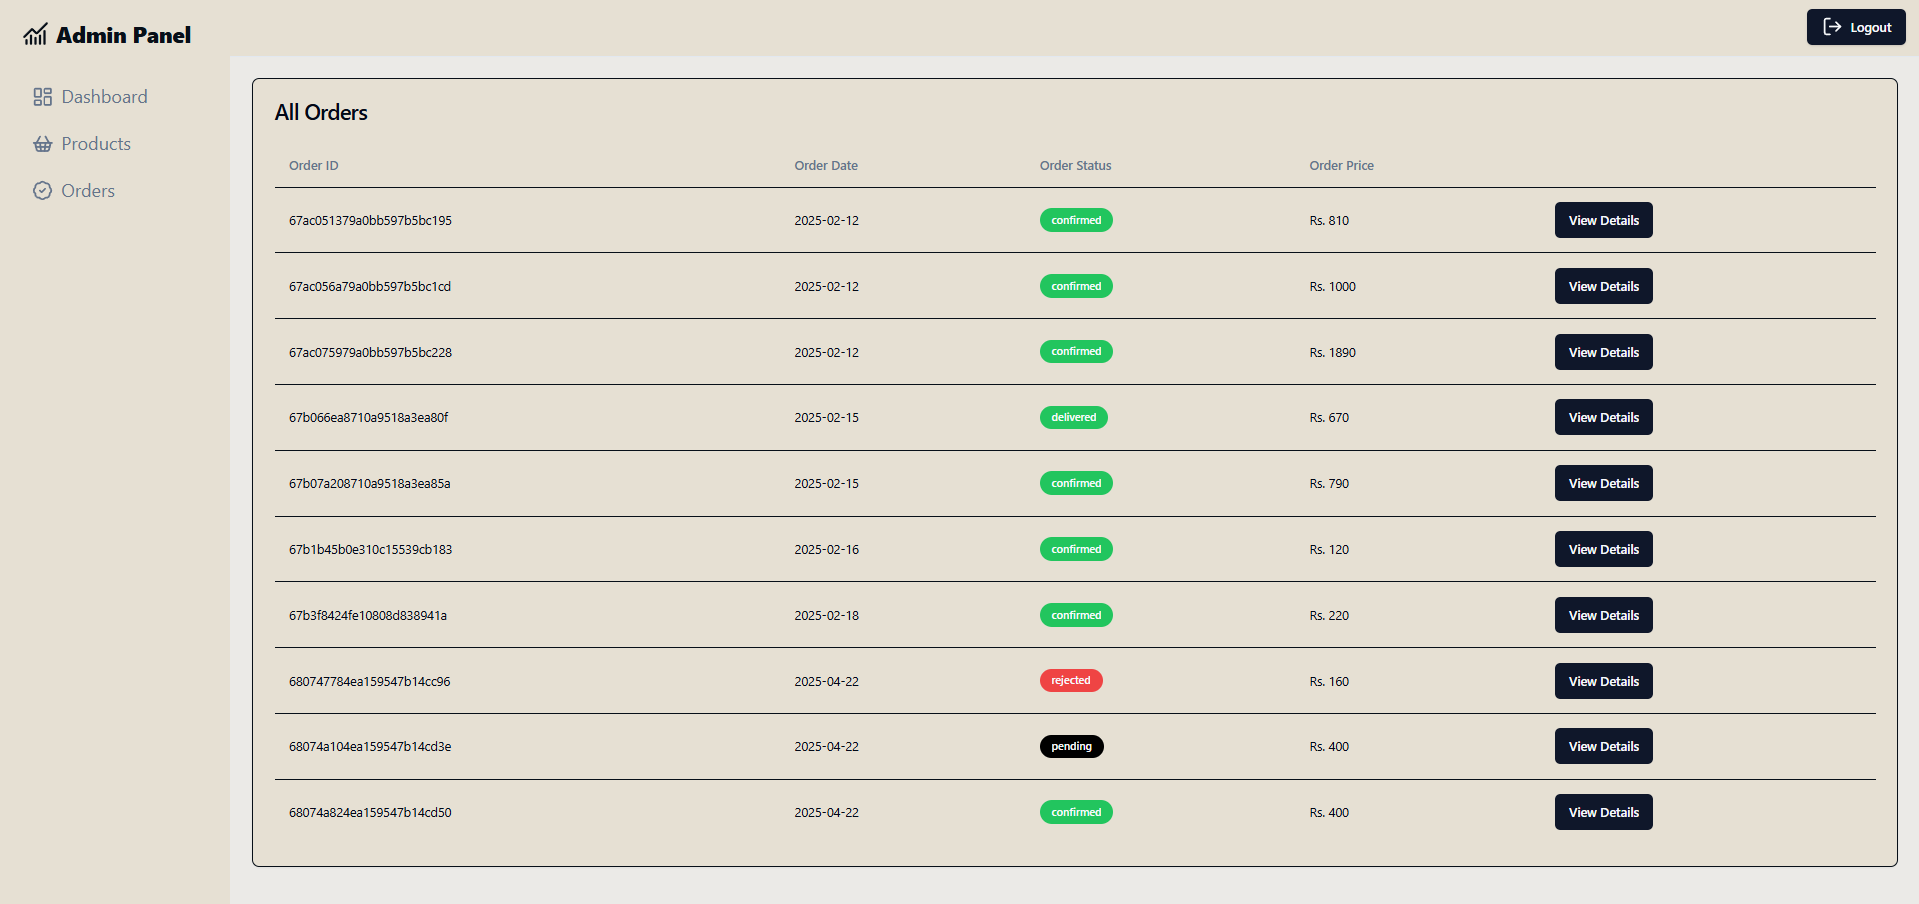 Admin Panel
Logout
Dashboard
Products
Orders
All Orders
Order ID Order Date Order Status Order Price
67ac051379a0bb597b5bc195 2025-02-12 confirmed Rs. 810 View Details
67ac056a79a0bb597b5bc1cd 2025-02-12 confirmed Rs. 1000 View Details
67ac075979a0bb597b5bc228 2025-02-12 confirmed Rs. 1890 View Details
67b066ea8710a9518a3ea80f 2025-02-15 delivered Rs. 670 View Details
67b07a208710a9518a3ea85a 2025-02-15 confirmed Rs. 790 View Details
67b1b45b0e310c15539cb183 2025-02-16 confirmed Rs. 120 View Details
67b3f8424fe10808d838941a 2025-02-18 confirmed Rs. 220 View Details
680747784ea159547b14cc96 2025-04-22 rejected Rs. 160 View Details
68074a104ea159547b14cd3e 2025-04-22 pending Rs. 400 View Details
68074a824ea159547b14cd50 2025-04-22 confirmed Rs. 400 View Details